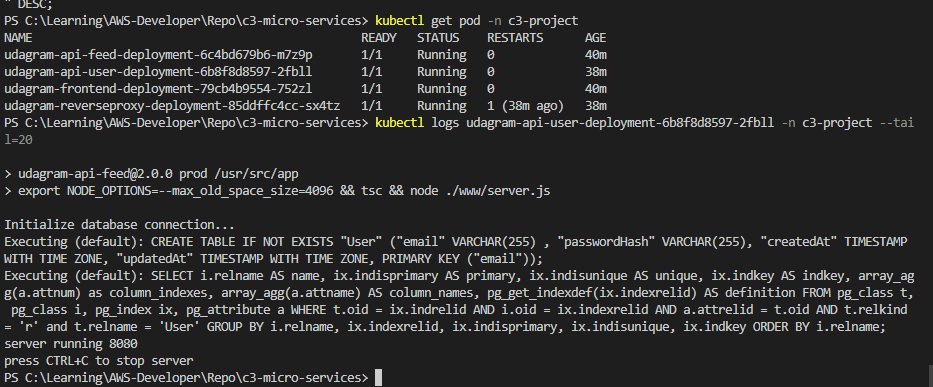 " DESC;
PS C:\Learning\AWS-Developer\Repo\c3-micro-services> kubectl get pod -n c3-project
NAME READY STATUS RESTARTS AGE
udagram-api-feed-deployment-6c4bd679b6-m7z9p 1/1 Running 0 40m
udagram-api-user-deployment-6b8f8d8597-2fbll 1/1 Running 0 38m
udagram-frontend-deployment-79cb4b9554-752zl 1/1 Running 0 40m
udagram-reverseproxy-deployment-85ddffc4cc-sx4tz 1/1 Running 1 (38m ago) 38m
PS C:\Learning\AWS-Developer\Repo\c3-micro-services> kubectl logs udagram-api-user-deployment-6b8f8d8597-2fbll -n c3-project --tai
l=20

> udagram-api-feed@2.0.0 prod /usr/src/app
> export NODE_OPTIONS=--max_old_space_size=4096 && tsc && node ./www/server.js

Initialize database connection...
Executing (default): CREATE TABLE IF NOT EXISTS "User" ("email" VARCHAR(255) , "passwordHash" VARCHAR(255), "createdAt" TIMESTAMP
WITH TIME ZONE, "updatedAt" TIMESTAMP WITH TIME ZONE, PRIMARY KEY ("email"));
Executing (default): SELECT i.relname AS name, ix.indisprimary AS primary, ix.indisunique AS unique, ix.indkey AS indkey, array_ag
g(a.attnum) as column_indexes, array_agg(a.attname) AS column_names, pg_get_indexdef(ix.indexrelid) AS definition FROM pg_class t,
pg_class i, pg_index ix, pg_attribute a WHERE t.oid = ix.indrelid AND i.oid = ix.indexrelid AND a.attrelid = t.oid AND t.relkind
= 'r' and t.relname = 'User' GROUP BY i.relname, ix.indexrelid, ix.indisprimary, ix.indisunique, ix.indkey ORDER BY i.relname;
server running 8080
press CTRL+C to stop server
PS C:\Learning\AWS-Developer\Repo\c3-micro-services>